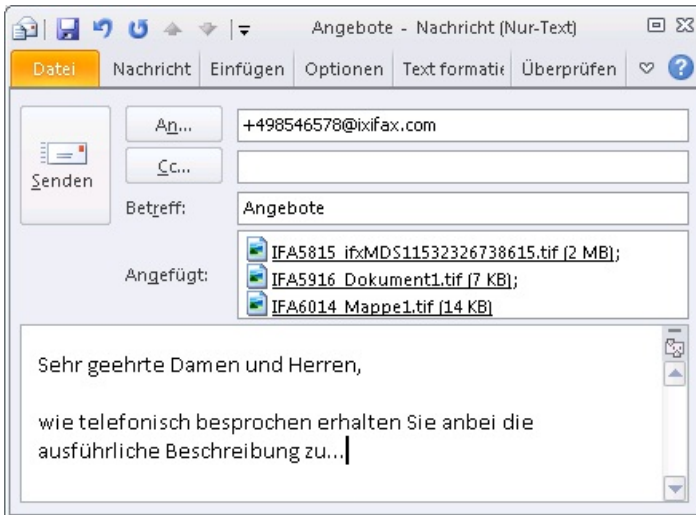 Angebote - Nachricht (Nur-Text)
Datei Nachricht Einfügen Optionen Text formatie Überprüfen
An... +498546578@ixifax.com
Cc...
Senden
Betreff: Angebote
Angefügt: IFA5815_ifxMDS11532326738615.tif (2 MB);
IFA5916_Dokument1.tif (7 KB);
IFA6014_Mappe1.tif (14 KB)
Sehr geehrte Damen und Herren,
wie telefonisch besprochen erhalten Sie anbei die
ausführliche Beschreibung zu...